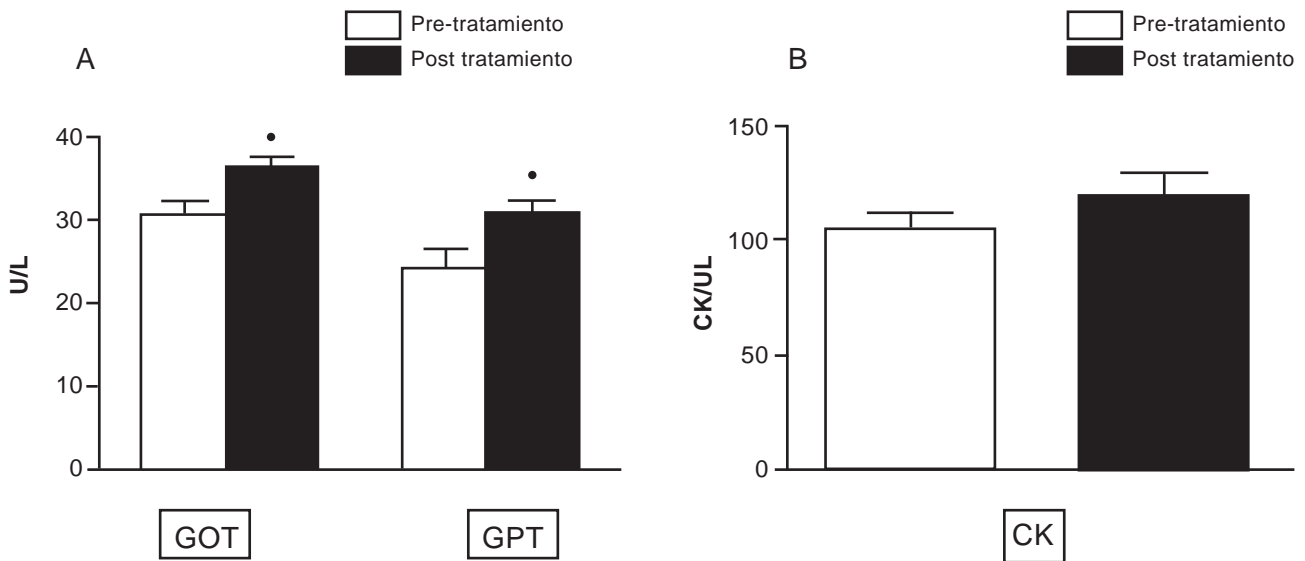 Pre-tratamiento
Post tratamiento
A
40
30
20
10
0
U/L
GOT
GPT
Pre-tratamiento
Post tratamiento
B
150
100
50
0
CK/UL
CK